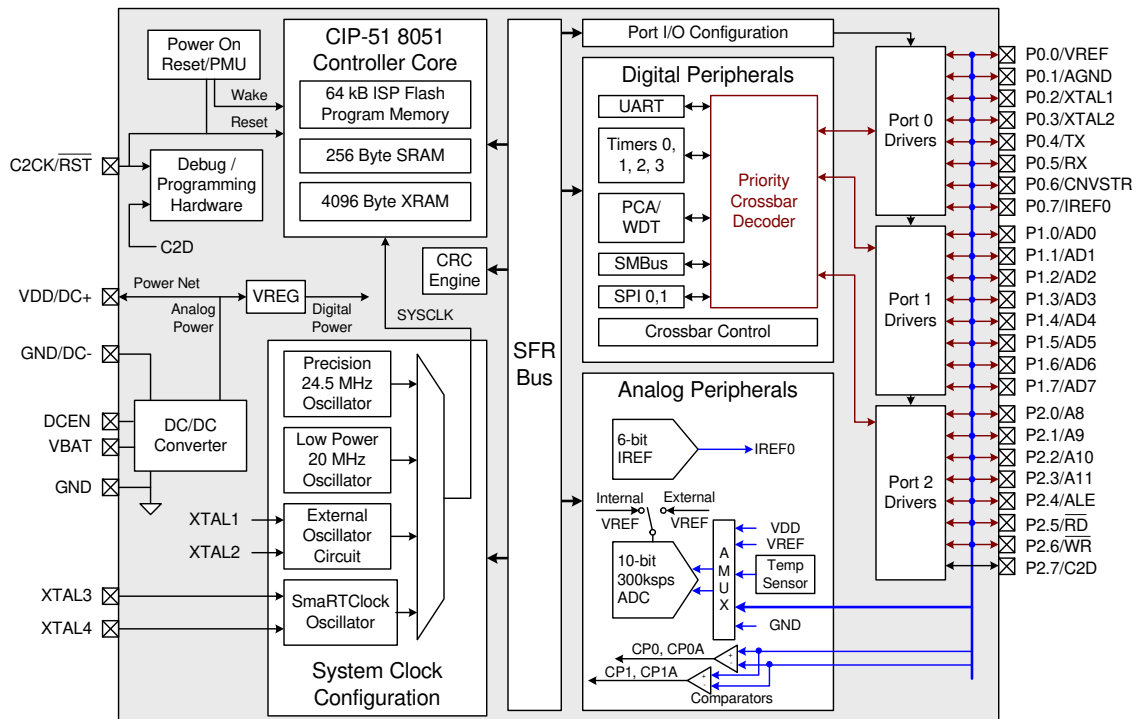 Power On
Reset/PMU
Wake
Reset
C2CK/RST
Debug /
Programming
Hardware
C2D
VDD/DC+
Power Net
Analog
Power
VREG
Digital
Power
GND/DC-
DCEN
VBAT
GND
DC/DC
Converter
XTAL1
XTAL2
XTAL3
XTAL4
CIP-51 8051
Controller Core
64 kB ISP Flash
Program Memory
256 Byte SRAM
4096 Byte XRAM
CRC
Engine
SYSCLK
Precision
24.5 MHz
Oscillator
Low Power
20 MHz
Oscillator
External
Oscillator
Circuit
SmaRTClock
Oscillator
System Clock
Configuration
SFR
Bus
Port I/O Configuration
Digital Peripherals
UART
Timers 0,
1, 2, 3
PCA/
WDT
SMBus
SPI 0,1
Priority
Crossbar
Decoder
Crossbar Control
Analog Peripherals
6-bit
IREF
IREF0
Internal
VREF
External
VREF
10-bit
300ksps
ADC
AMUX
VDD
VREF
Temp
Sensor
GND
CP0, CP0A
+
-
CP1, CP1A
+
-
Comparators
Port 0
Drivers
Port 1
Drivers
Port 2
Drivers
P0.0/VREF
P0.1/AGND
P0.2/XTAL1
P0.3/XTAL2
P0.4/TX
P0.5/RX
P0.6/CNVSTR
P0.7/IREF0
P1.0/AD0
P1.1/AD1
P1.2/AD2
P1.3/AD3
P1.4/AD4
P1.5/AD5
P1.6/AD6
P1.7/AD7
P2.0/A8
P2.1/A9
P2.2/A10
P2.3/A11
P2.4/ALE
P2.5/RD
P2.6/WR
P2.7/C2D